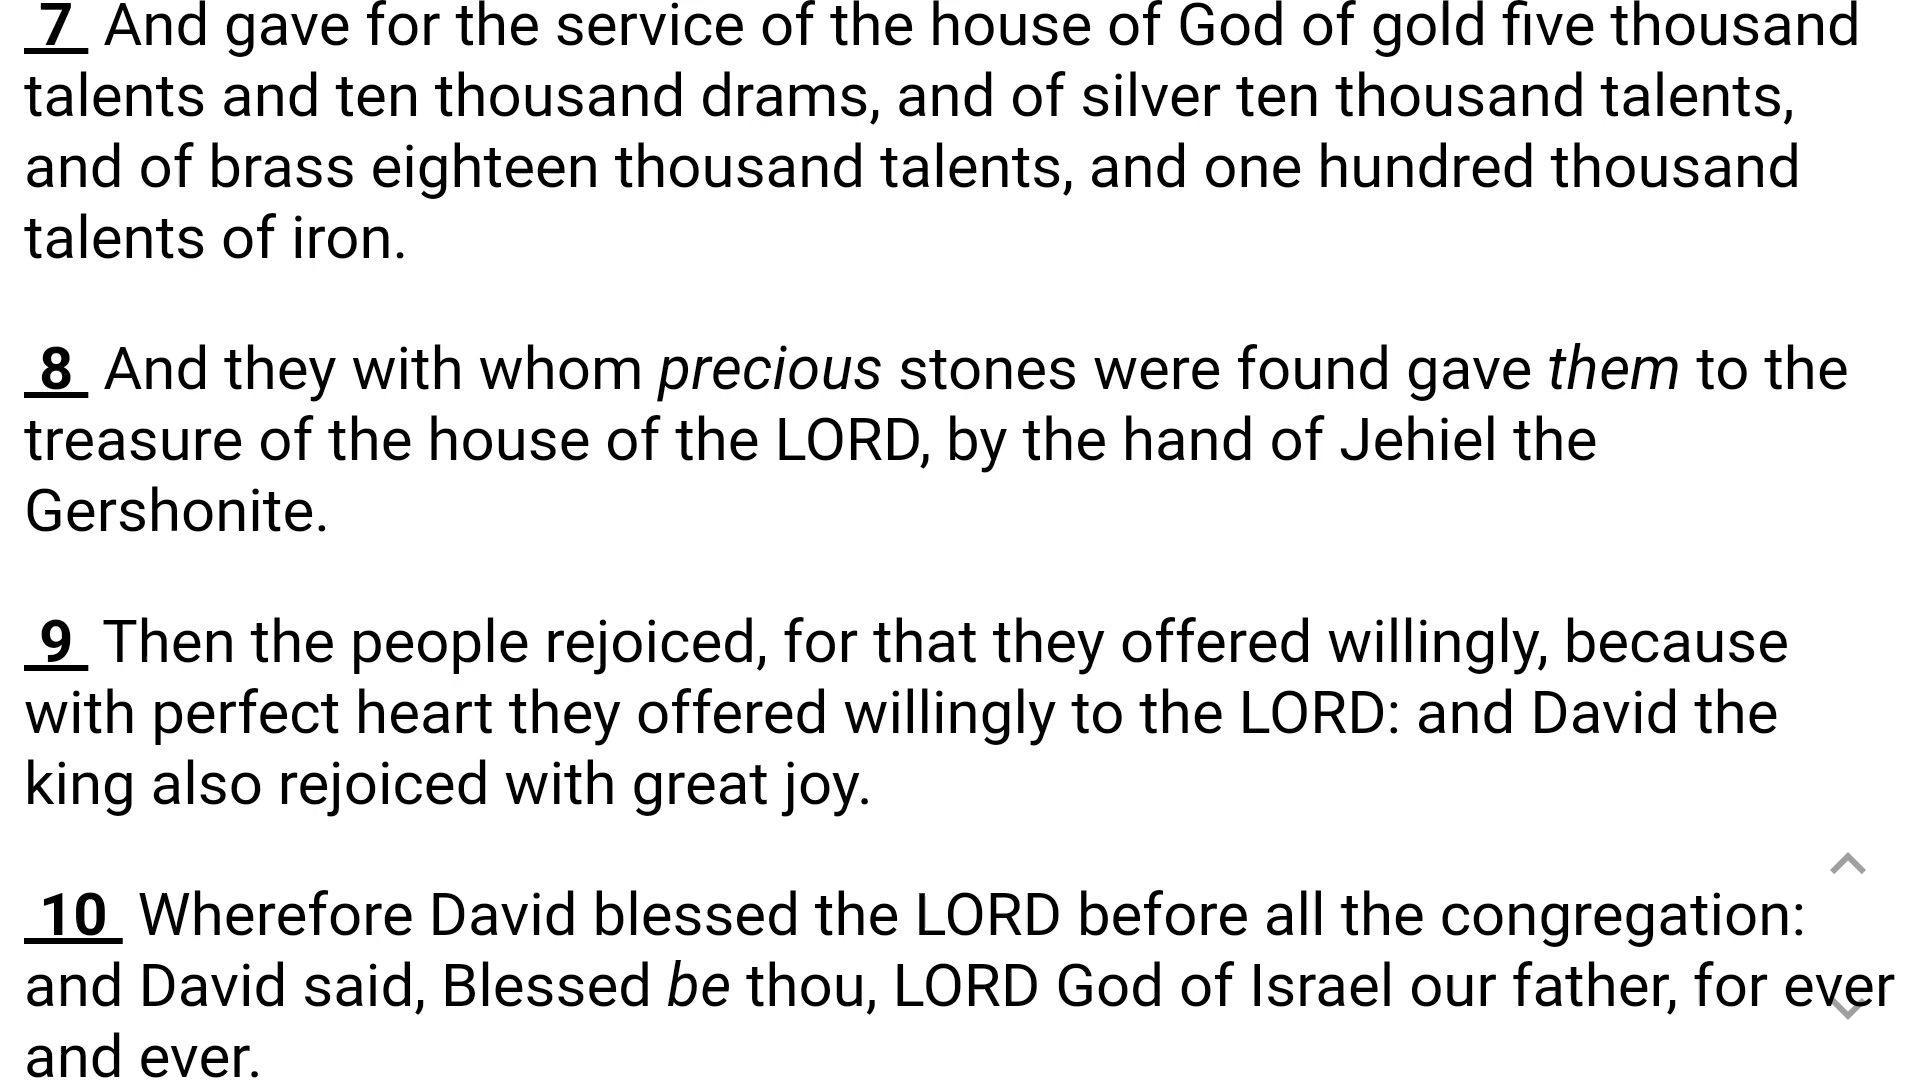 7 And gave for the service of the house of God of gold five thousand
talents and ten thousand drams, and of silver ten thousand talents,
and of brass eighteen thousand talents, and one hundred thousand
talents of iron.
8 And they with whom precious stones were found gave them to the
treasure of the house of the LORD, by the hand of Jehiel the
Gershonite.
9 Then the people rejoiced, for that they offered willingly, because
with perfect heart they offered willingly to the LORD: and David the
king also rejoiced with great joy.
10 Wherefore David blessed the LORD before all the congregation:
and David said, Blessed be thou, LORD God of Israel our father, for ever
and ever.